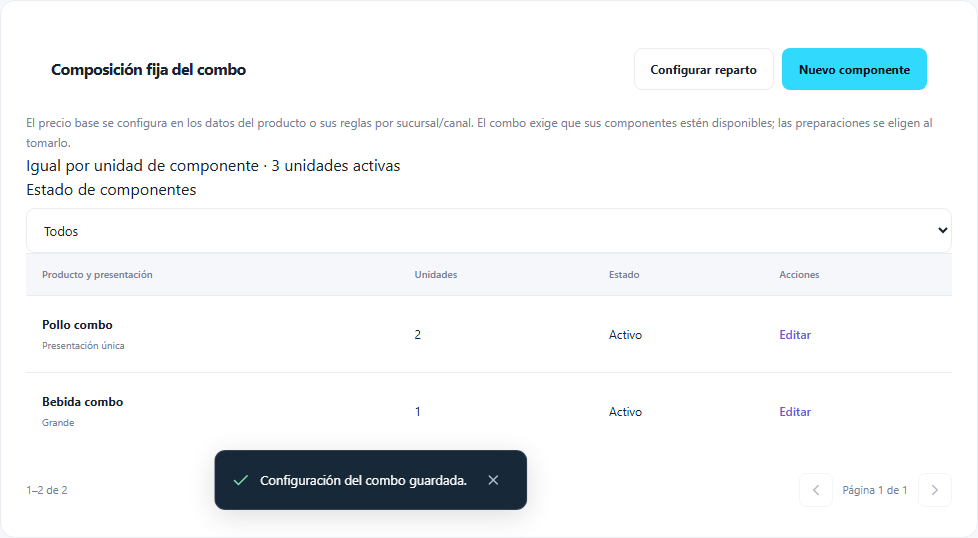 Composición fija del combo
Configurar reparto
Nuevo componente
El precio base se configura en los datos del producto o sus reglas por sucursal/canal. El combo exige que sus componentes estén disponibles; las preparaciones se eligen al
tomarlo.
Igual por unidad de componente · 3 unidades activas
Estado de componentes
Todos
Producto y presentación Unidades Estado Acciones
Pollo combo
Presentación única
2 Activo Editar
Bebida combo
Grande
1 Activo Editar
Configuración del combo guardada.
1–2 de 2
Página 1 de 1